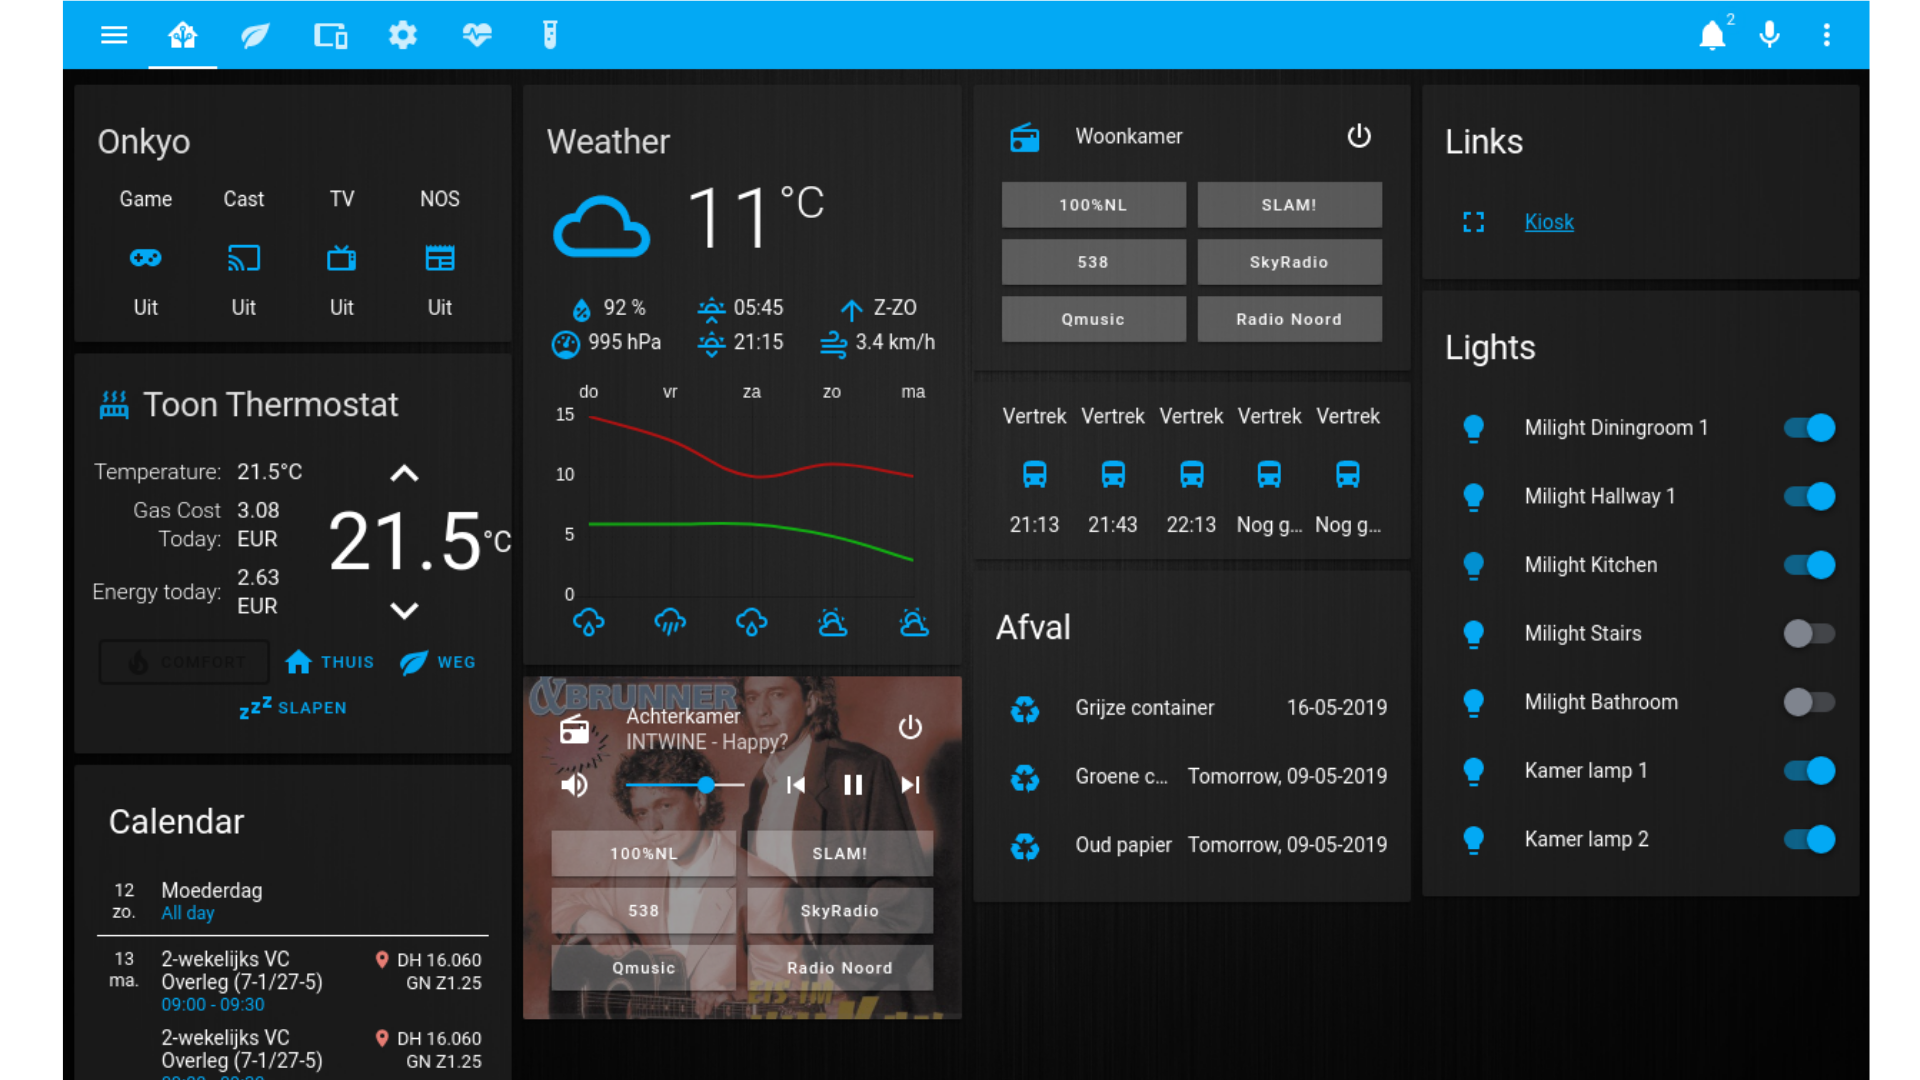 2
Onkyo
Game Cast TV NOS
Uit Uit Uit Uit
Toon Thermostat
Temperature: 21.5°C
Gas Cost Today: 3.08 EUR
Energy today: 2.63 EUR
21.5 °C
COMFORT THUIS WEG
zzZ SLAPEN
Calendar
12 zo. Moederdag
All day
13 ma. 2-wekelijks VC DH 16.060
Overleg (7-1/27-5) GN Z1.25
09:00 - 09:30
2-wekelijks VC DH 16.060
Overleg (7-1/27-5) GN Z1.25
Weather
11 °C
92 % 05:45 Z-ZO
995 hPa 21:15 3.4 km/h
do vr za zo ma
15
10
5
0
&BRUNNER
Achterkamer
INTWINE - Happy?
100%NL SLAM!
538 SkyRadio
Qmusic Radio Noord
Woonkamer
100%NL SLAM!
538 SkyRadio
Qmusic Radio Noord
Vertrek Vertrek Vertrek Vertrek Vertrek
21:13 21:43 22:13 Nog g... Nog g...
Afval
Grijze container 16-05-2019
Groene c... Tomorrow, 09-05-2019
Oud papier Tomorrow, 09-05-2019
Links
Kiosk
Lights
Milight Diningroom 1
Milight Hallway 1
Milight Kitchen
Milight Stairs
Milight Bathroom
Kamer lamp 1
Kamer lamp 2